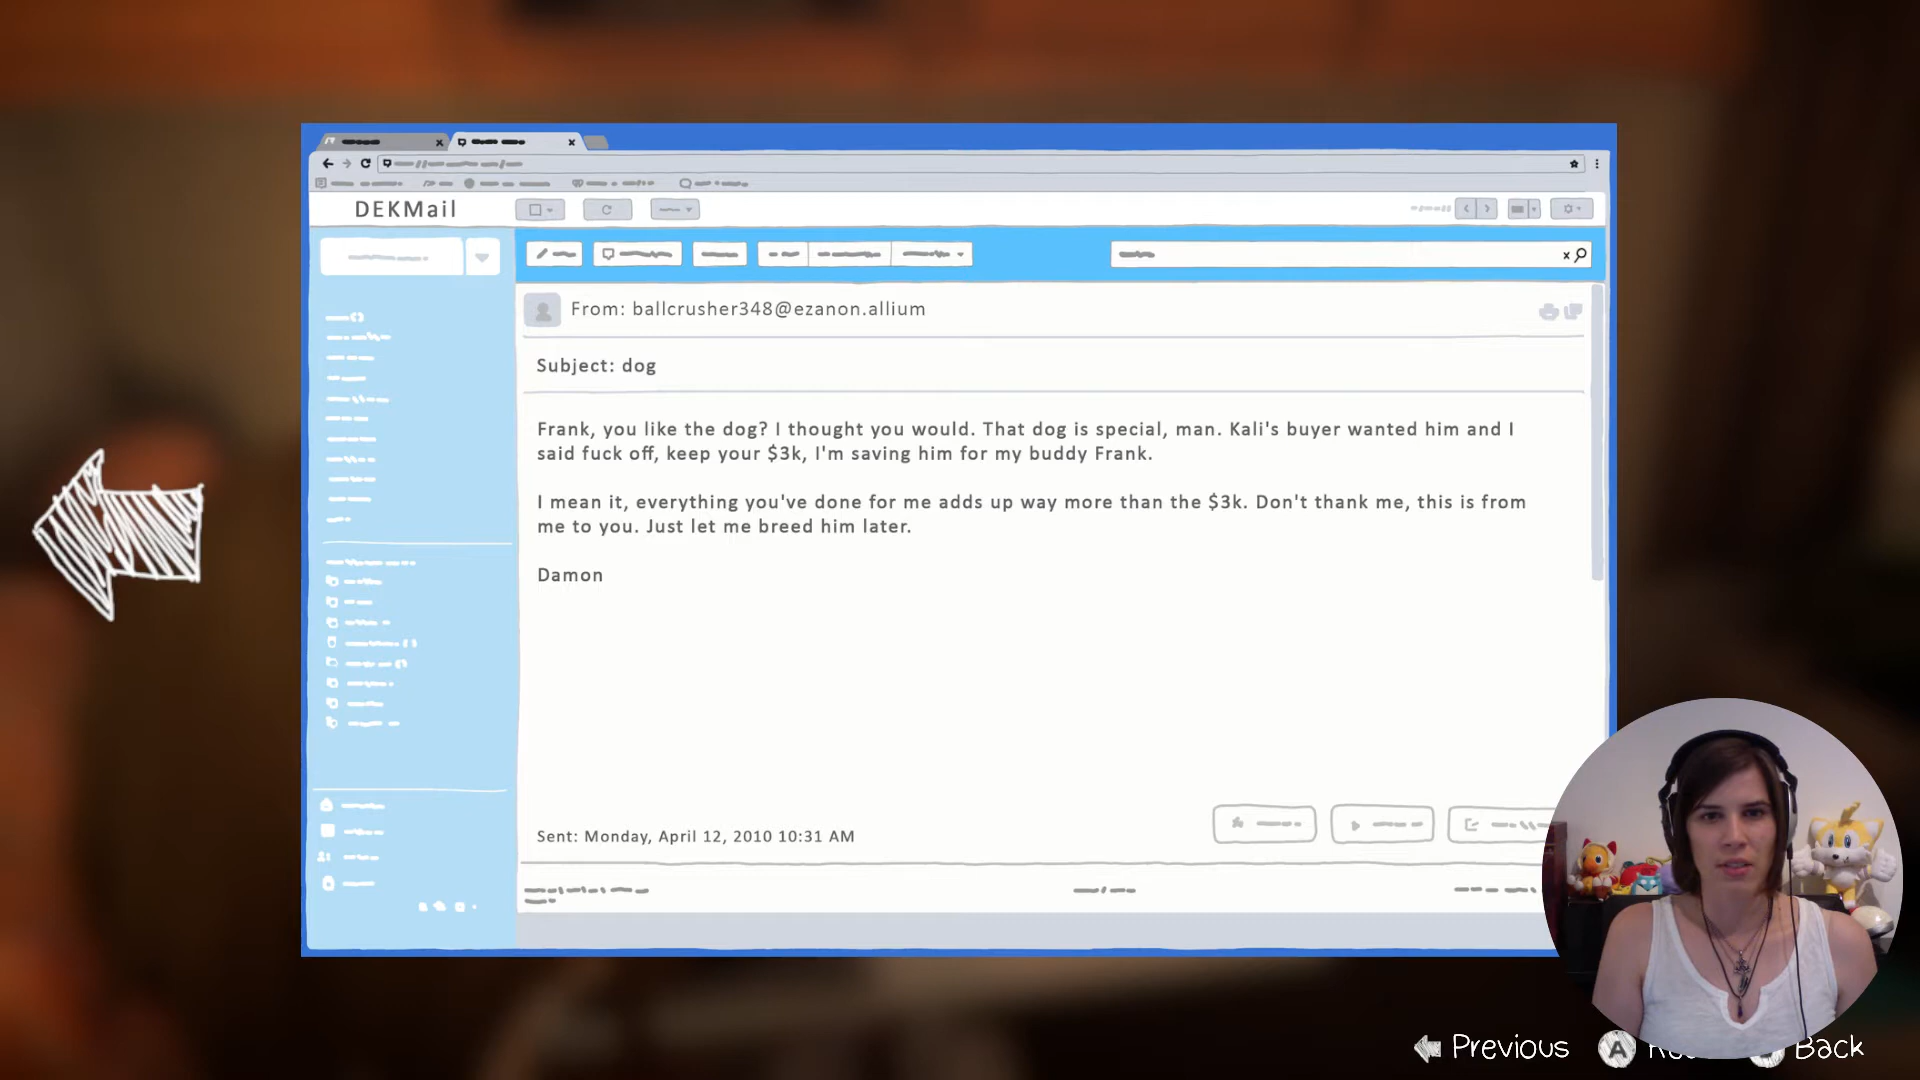 DEKMail
From: ballcrusher348@ezanon.allium
Subject: dog
Frank, you like the dog? I thought you would. That dog is special, man. Kali's buyer wanted him and I
said fuck off, keep your $3k, I'm saving him for my buddy Frank.
I mean it, everything you've done for me adds up way more than the $3k. Don't thank me, this is from
me to you. Just let me breed him later.
Damon
Sent: Monday, April 12, 2010 10:31 AM
Previous
A
Back